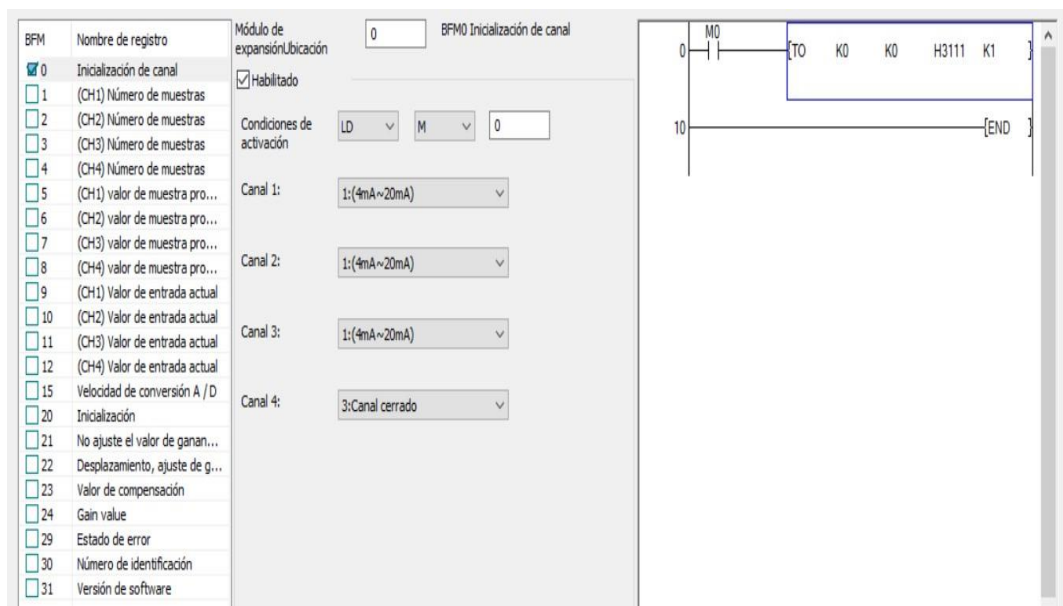 BFM Nombre de registro
0 Inicialización de canal
1 (CH1) Número de muestras
2 (CH2) Número de muestras
3 (CH3) Número de muestras
4 (CH4) Número de muestras
5 (CH1) valor de muestra pro...
6 (CH2) valor de muestra pro...
7 (CH3) valor de muestra pro...
8 (CH4) valor de muestra pro...
9 (CH1) Valor de entrada actual
10 (CH2) Valor de entrada actual
11 (CH3) Valor de entrada actual
12 (CH4) Valor de entrada actual
15 Velocidad de conversión A / D
20 Inicialización
21 No ajuste el valor de ganan...
22 Desplazamiento, ajuste de g...
23 Valor de compensación
24 Gain value
29 Estado de error
30 Número de identificación
31 Versión de software
Módulo de
expansiónUbicación
0
BFM0 Inicialización de canal
Habilitado
Condiciones de
activación
LD M 0
Canal 1: 1:(4mA~20mA)
Canal 2: 1:(4mA~20mA)
Canal 3: 1:(4mA~20mA)
Canal 4: 3:Canal cerrado
M0
0 [TO K0 K0 H3111 K1 ]
10 [END ]